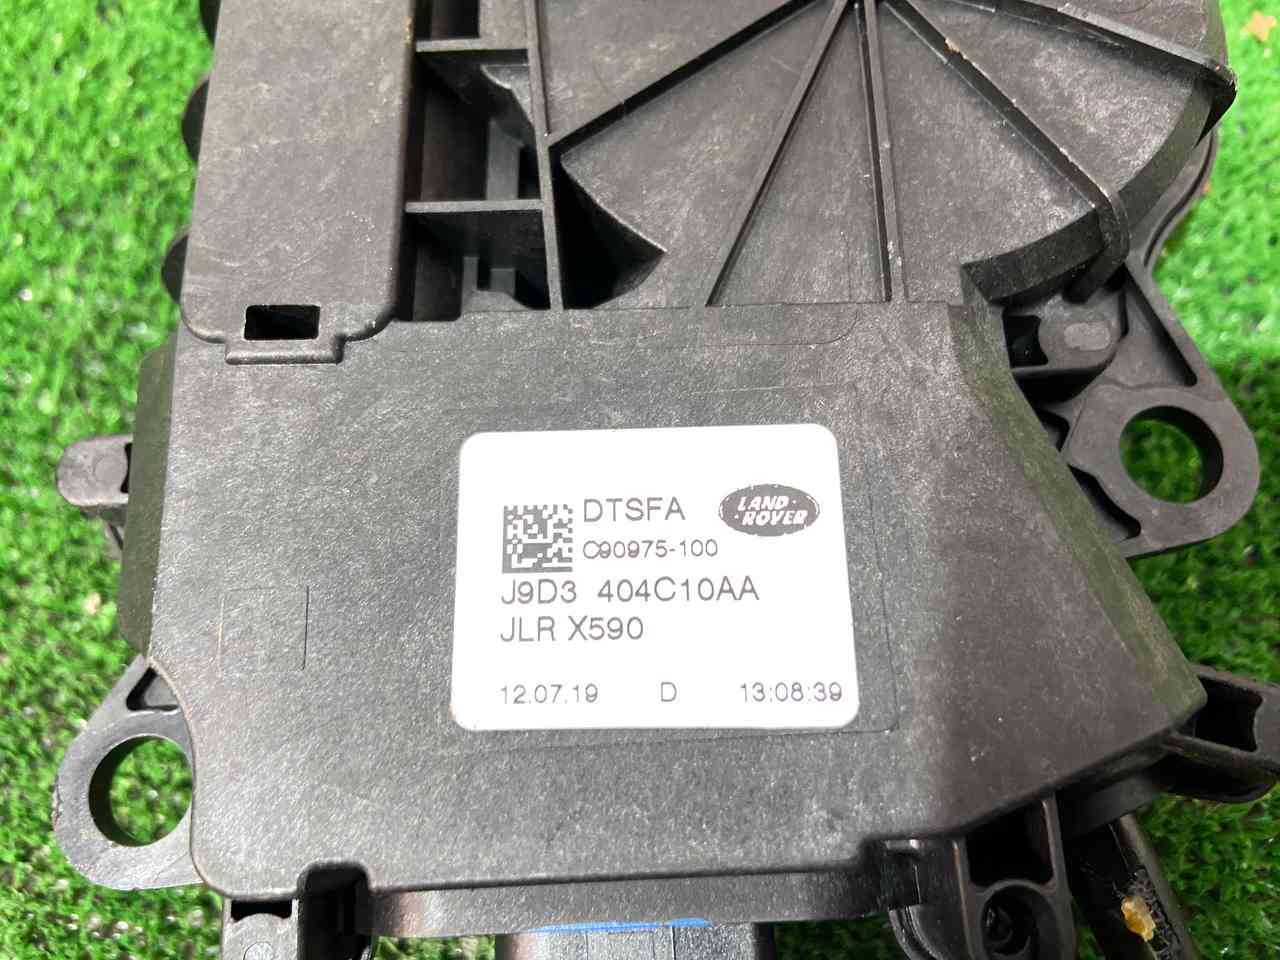 DTSFA
LAND-
-ROVER
C90975-100
J9D3 404C10AA
JLR X590
12.07.19 D 13:08:39